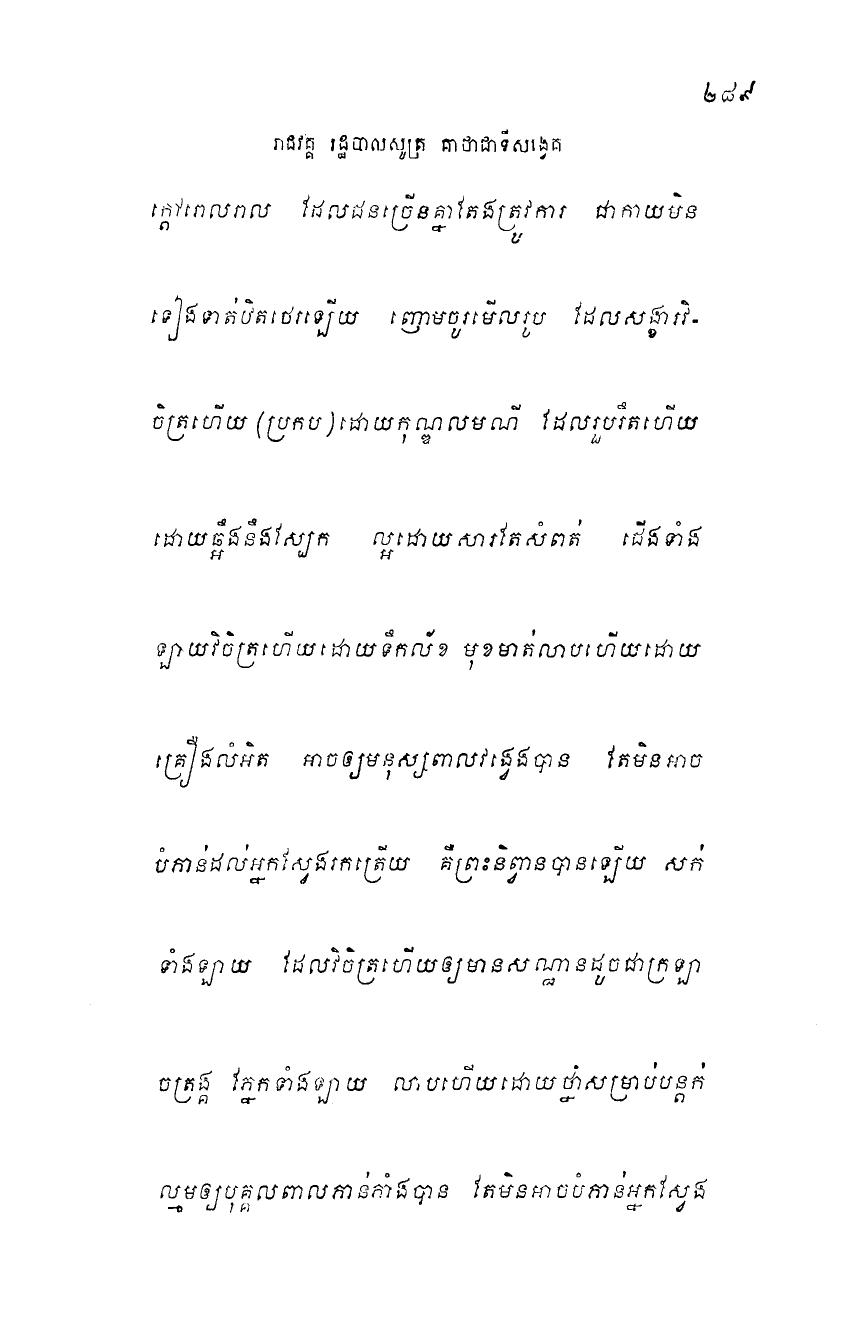 ២៨៩
រាជវគ្គ រដ្ឋបាលសូត្រ គាថាជាទីសង្វេគ
ក្តៅពេលពល ដែលជនច្រើនគ្នាតែងត្រូវការ ជាកាយមិន
ទៀងទាត់ឋិតថេរឡើយ ញោមចូរមើលរូប ដែលសង្ខារវិ-
ចិត្រហើយ (ប្រកប)ដោយកុណ្ឌលមណី ដែលរួបរឹតហើយ
ដោយឆ្អឹងនឹងស្បែក ល្អដោយសារតែសំពត់ ជើងទាំង
ឡាយវិចិត្រហើយដោយទឹកល័ខ មុខមាត់លាបហើយដោយ
គ្រឿងលំអិត អាចឲ្យមនុស្សពាលវង្វេងបាន តែមិនអាច
បំភាន់ដល់អ្នកស្វែងរកត្រើយ គឺព្រះនិព្វានបានឡើយ សក់
ទាំងឡាយ ដែលវិចិត្រហើយឲ្យមានសណ្ឋានដូចជាក្រឡា
ចត្រង្គ ភ្នែកទាំងឡាយ លាបហើយដោយថ្នាំសម្រាប់បន្តក់
ល្មមឲ្យបុគ្គលពាលភាន់ភាំងបាន តែមិនអាចបំភាន់អ្នកស្វែង